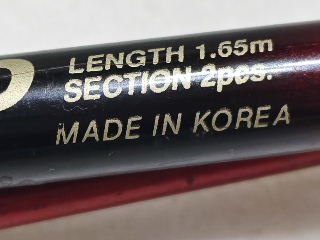 LENGTH 1.65m
SECTION 2pcs.
MADE IN KOREA